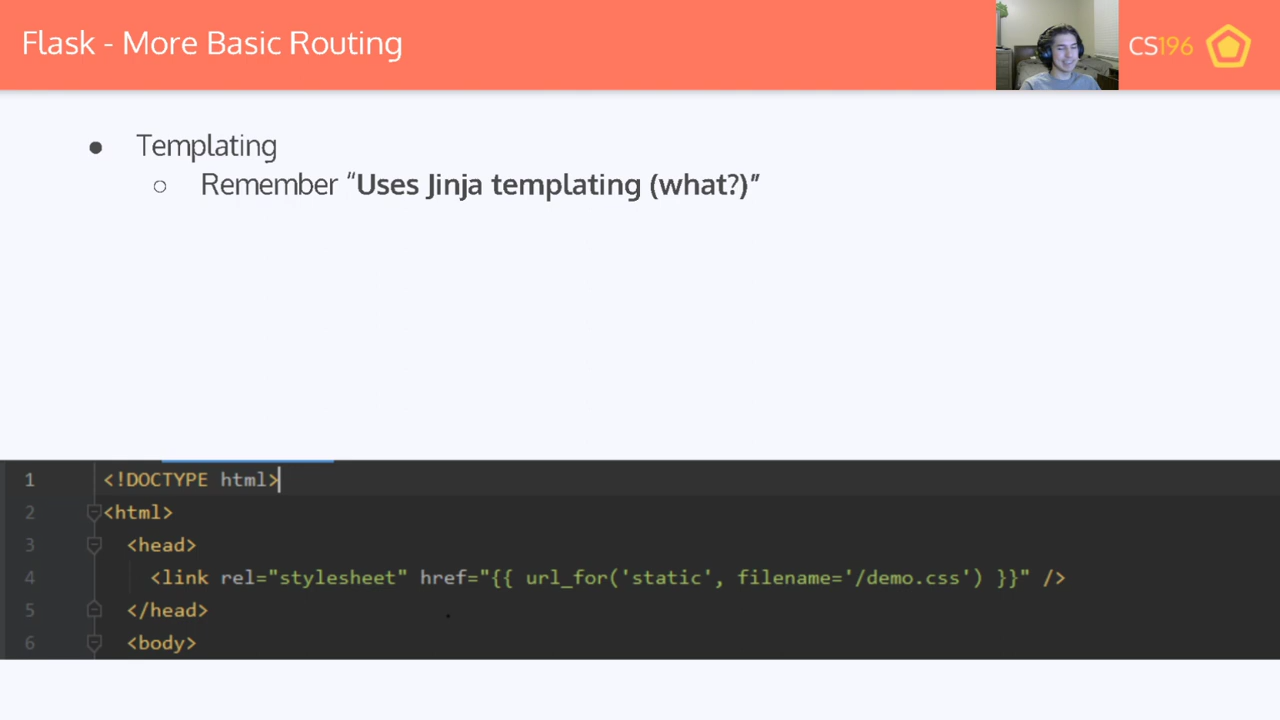 Flask - More Basic Routing
CS196
● Templating
○ Remember “Uses Jinja templating (what?)”
1 <!DOCTYPE html>
2 <html>
3 <head>
4 <link rel="stylesheet" href="{{ url_for('static', filename='/demo.css') }}" />
5 </head>
6 <body>